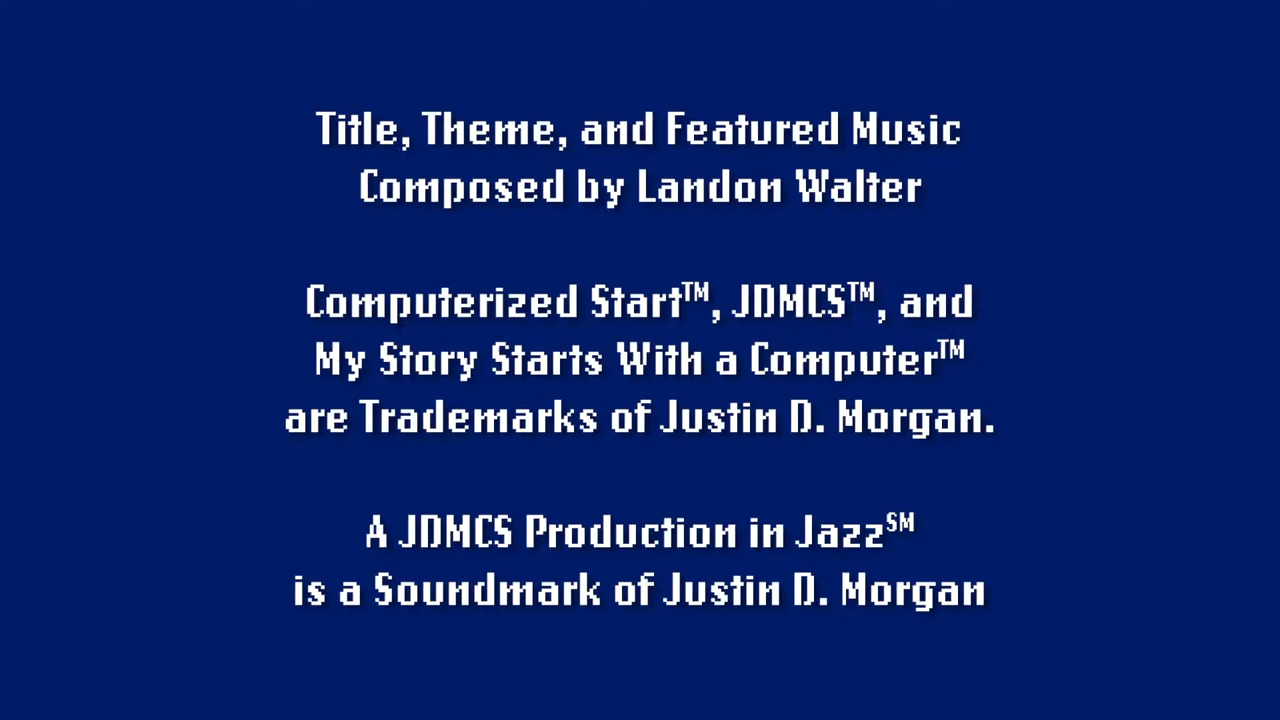 Title, Theme, and Featured Music
Composed by Landon Walter
Computerized Start™, JDMCS™, and
My Story Starts With a Computer™
are Trademarks of Justin D. Morgan.
A JDMCS Production in Jazz℠
is a Soundmark of Justin D. Morgan